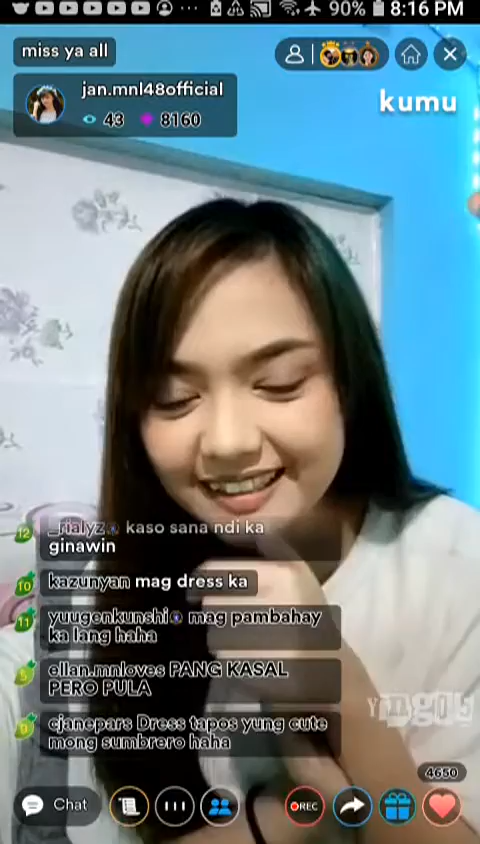 90% 8:16 PM
miss ya all
jan.mnl48official
43 8160
kumu
12 _rialyz kaso sana ndi ka
ginawin
10 kazunyan mag dress ka
11 yuugenkunshi mag pambahay
ka lang haha
5 ellan.mnloves PANG KASAL
PERO PULA
9 cjanepars Dress tapos yung cute
mong sumbrero haha
4650
Chat
REC